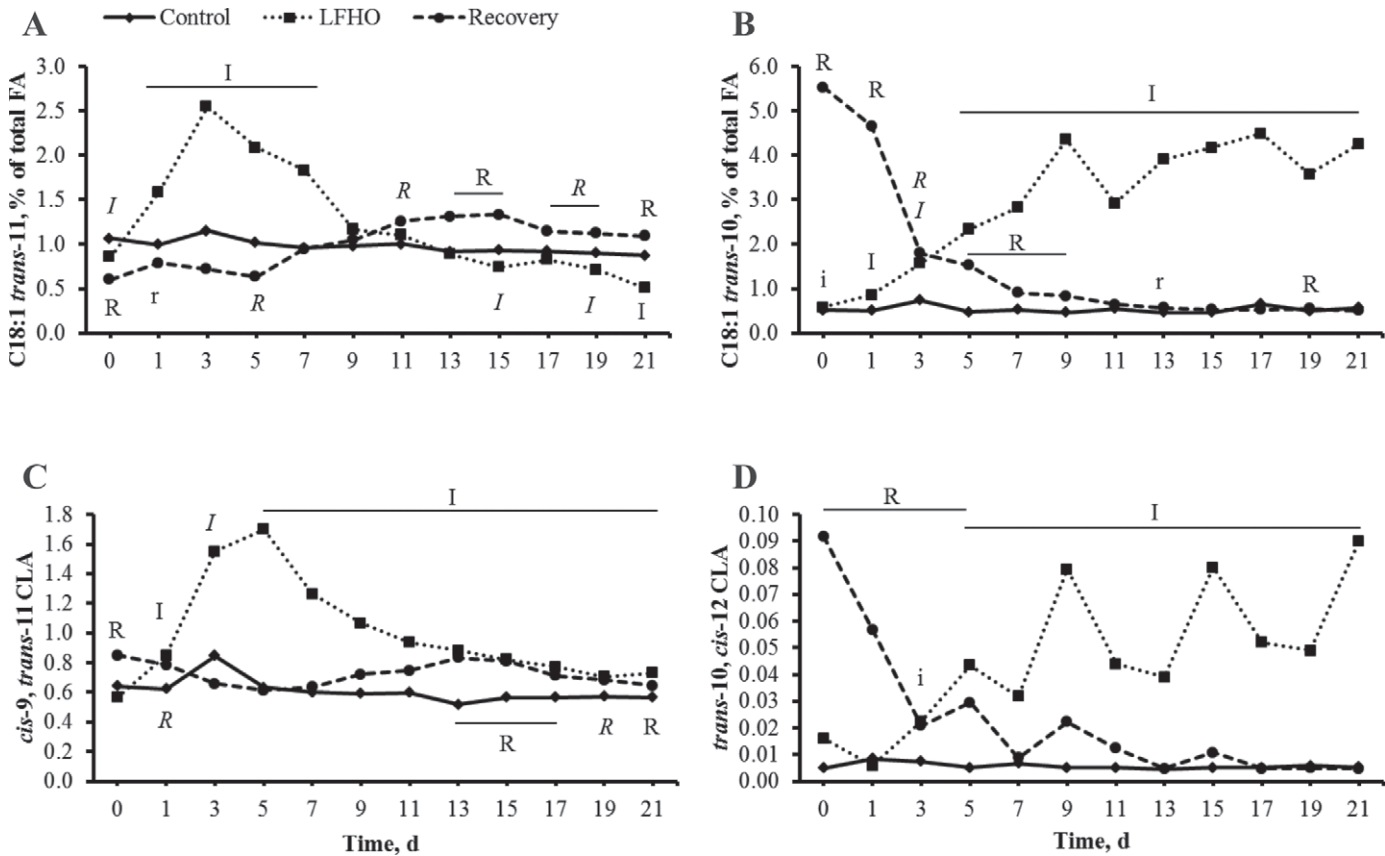 Control LFHO Recovery
A
C18:1 trans-11, % of total FA
3.0
2.5
2.0
1.5
1.0
0.5
0.0
I
I
R
R
R
R
R
r
R
I
I
I
0 1 3 5 7 9 11 13 15 17 19 21
B
C18:1 trans-10, % of total FA
6.0
5.0
4.0
3.0
2.0
1.0
0.0
R
R
I
R
I
R
i
I
r
R
0 1 3 5 7 9 11 13 15 17 19 21
C
cis-9, trans-11 CLA
1.8
1.6
1.4
1.2
1.0
0.8
0.6
0.4
0.2
0.0
I
I
I
R
R
R
R
R
0 1 3 5 7 9 11 13 15 17 19 21
Time, d
D
trans-10, cis-12 CLA
0.10
0.09
0.08
0.07
0.06
0.05
0.04
0.03
0.02
0.01
0.00
R
I
i
0 1 3 5 7 9 11 13 15 17 19 21
Time, d